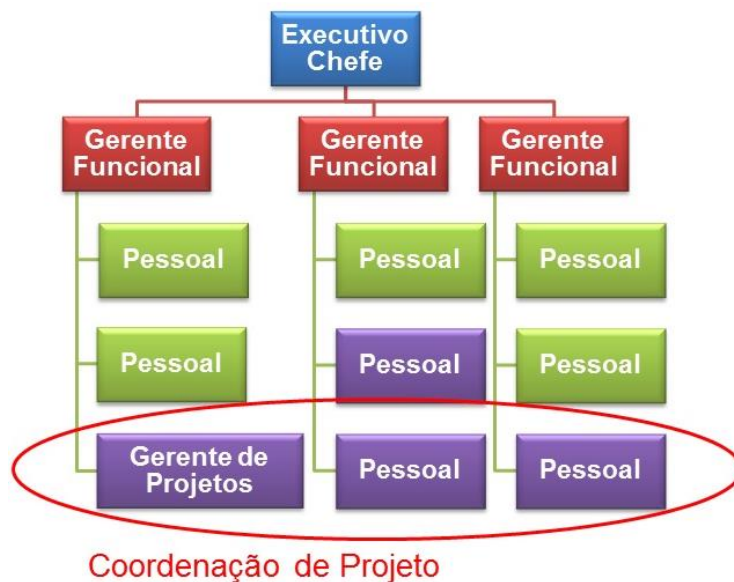 Executivo
Chefe
Gerente
Funcional
Gerente
Funcional
Gerente
Funcional
Pessoal
Pessoal
Pessoal
Pessoal
Pessoal
Pessoal
Gerente de
Projetos
Pessoal
Pessoal
Coordenação de Projeto